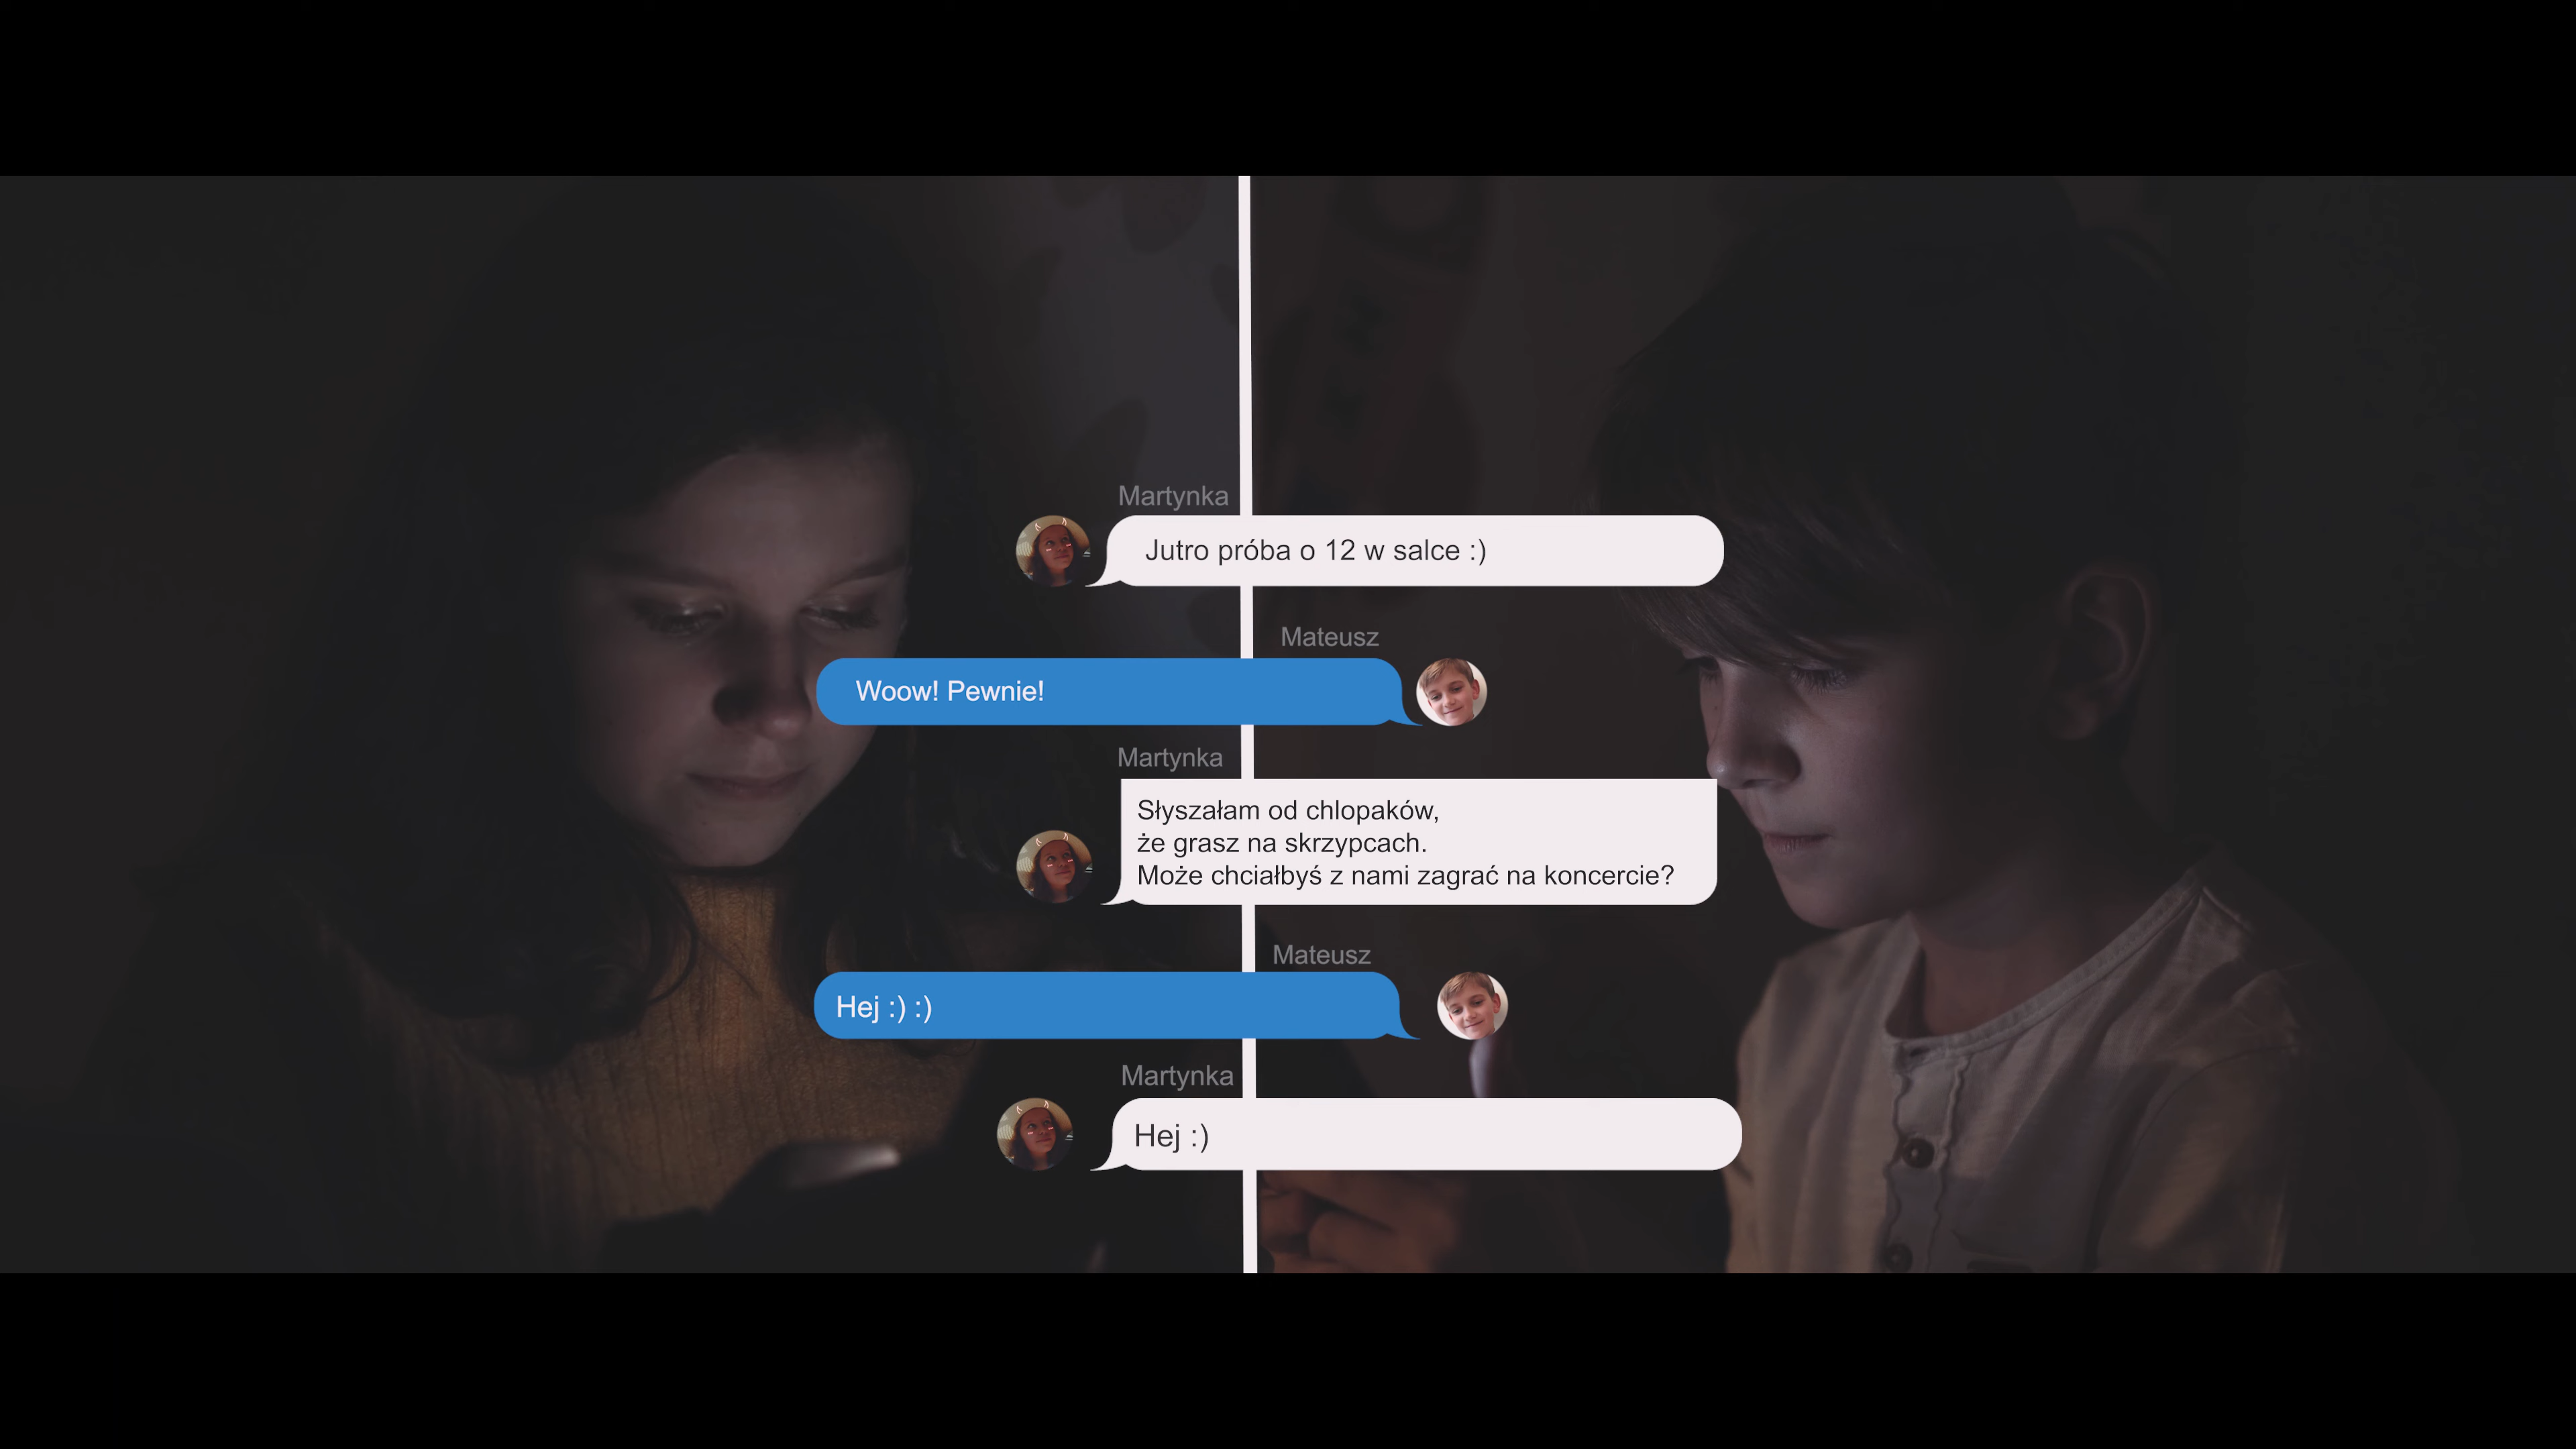 Martynka
Jutro próba o 12 w salce :)
Mateusz
Woow! Pewnie!
Martynka
Słyszałam od chlopaków,
że grasz na skrzypcach.
Może chciałbyś z nami zagrać na koncercie?
Mateusz
Hej :) :)
Martynka
Hej :)